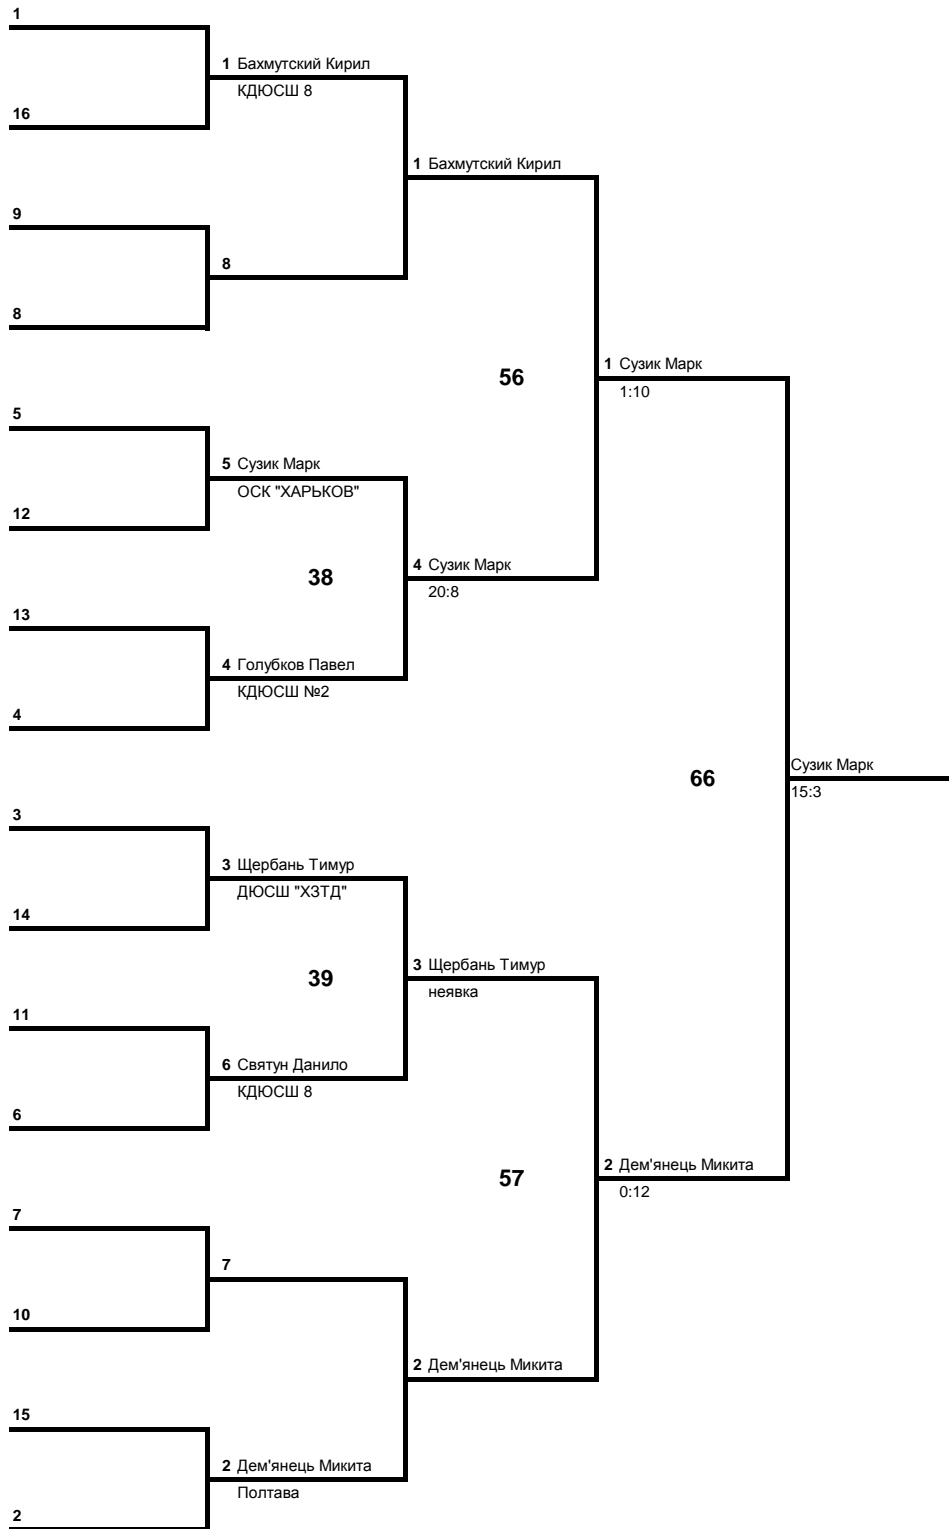 1
1 Бахмутский Кирил
КДЮСШ 8
16
1 Бахмутский Кирил
9
8
8
1 Сузик Марк
56
1:10
5
5 Сузик Марк
ОСК "ХАРЬКОВ"
12
4 Сузик Марк
38
20:8
13
4 Голубков Павел
КДЮСШ №2
4
Сузик Марк
66
15:3
3
3 Щербань Тимур
ДЮСШ "ХЗТД"
14
3 Щербань Тимур
39
неявка
11
6 Святун Данило
КДЮСШ 8
6
2 Дем'янець Микита
57
0:12
7
7
10
2 Дем'янець Микита
15
2 Дем'янець Микита
Полтава
2